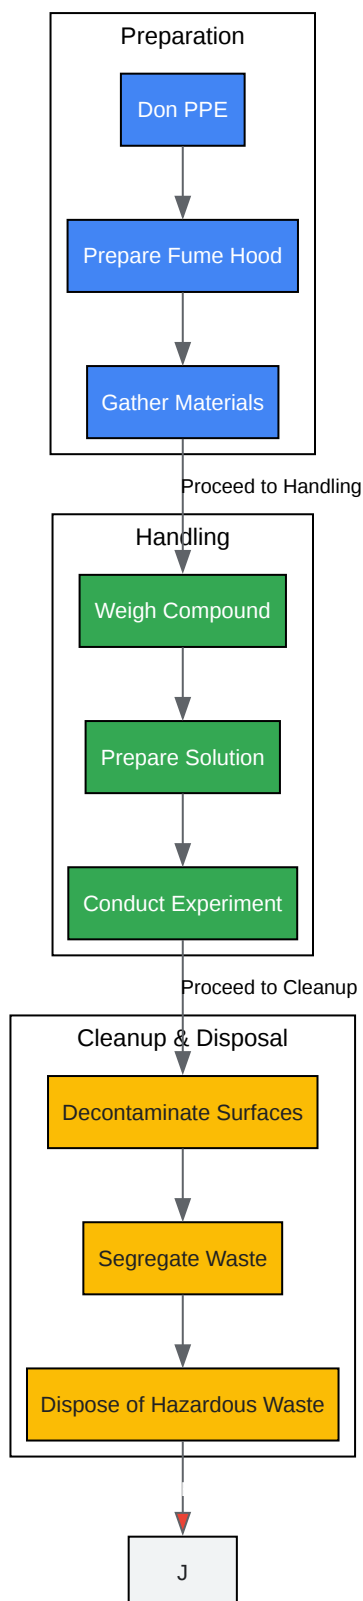 Preparation
Don PPE
Prepare Fume Hood
Gather Materials
Proceed to Handling
Handling
Weigh Compound
Prepare Solution
Conduct Experiment
Proceed to Cleanup
Cleanup & Disposal
Decontaminate Surfaces
Segregate Waste
Dispose of Hazardous Waste
J